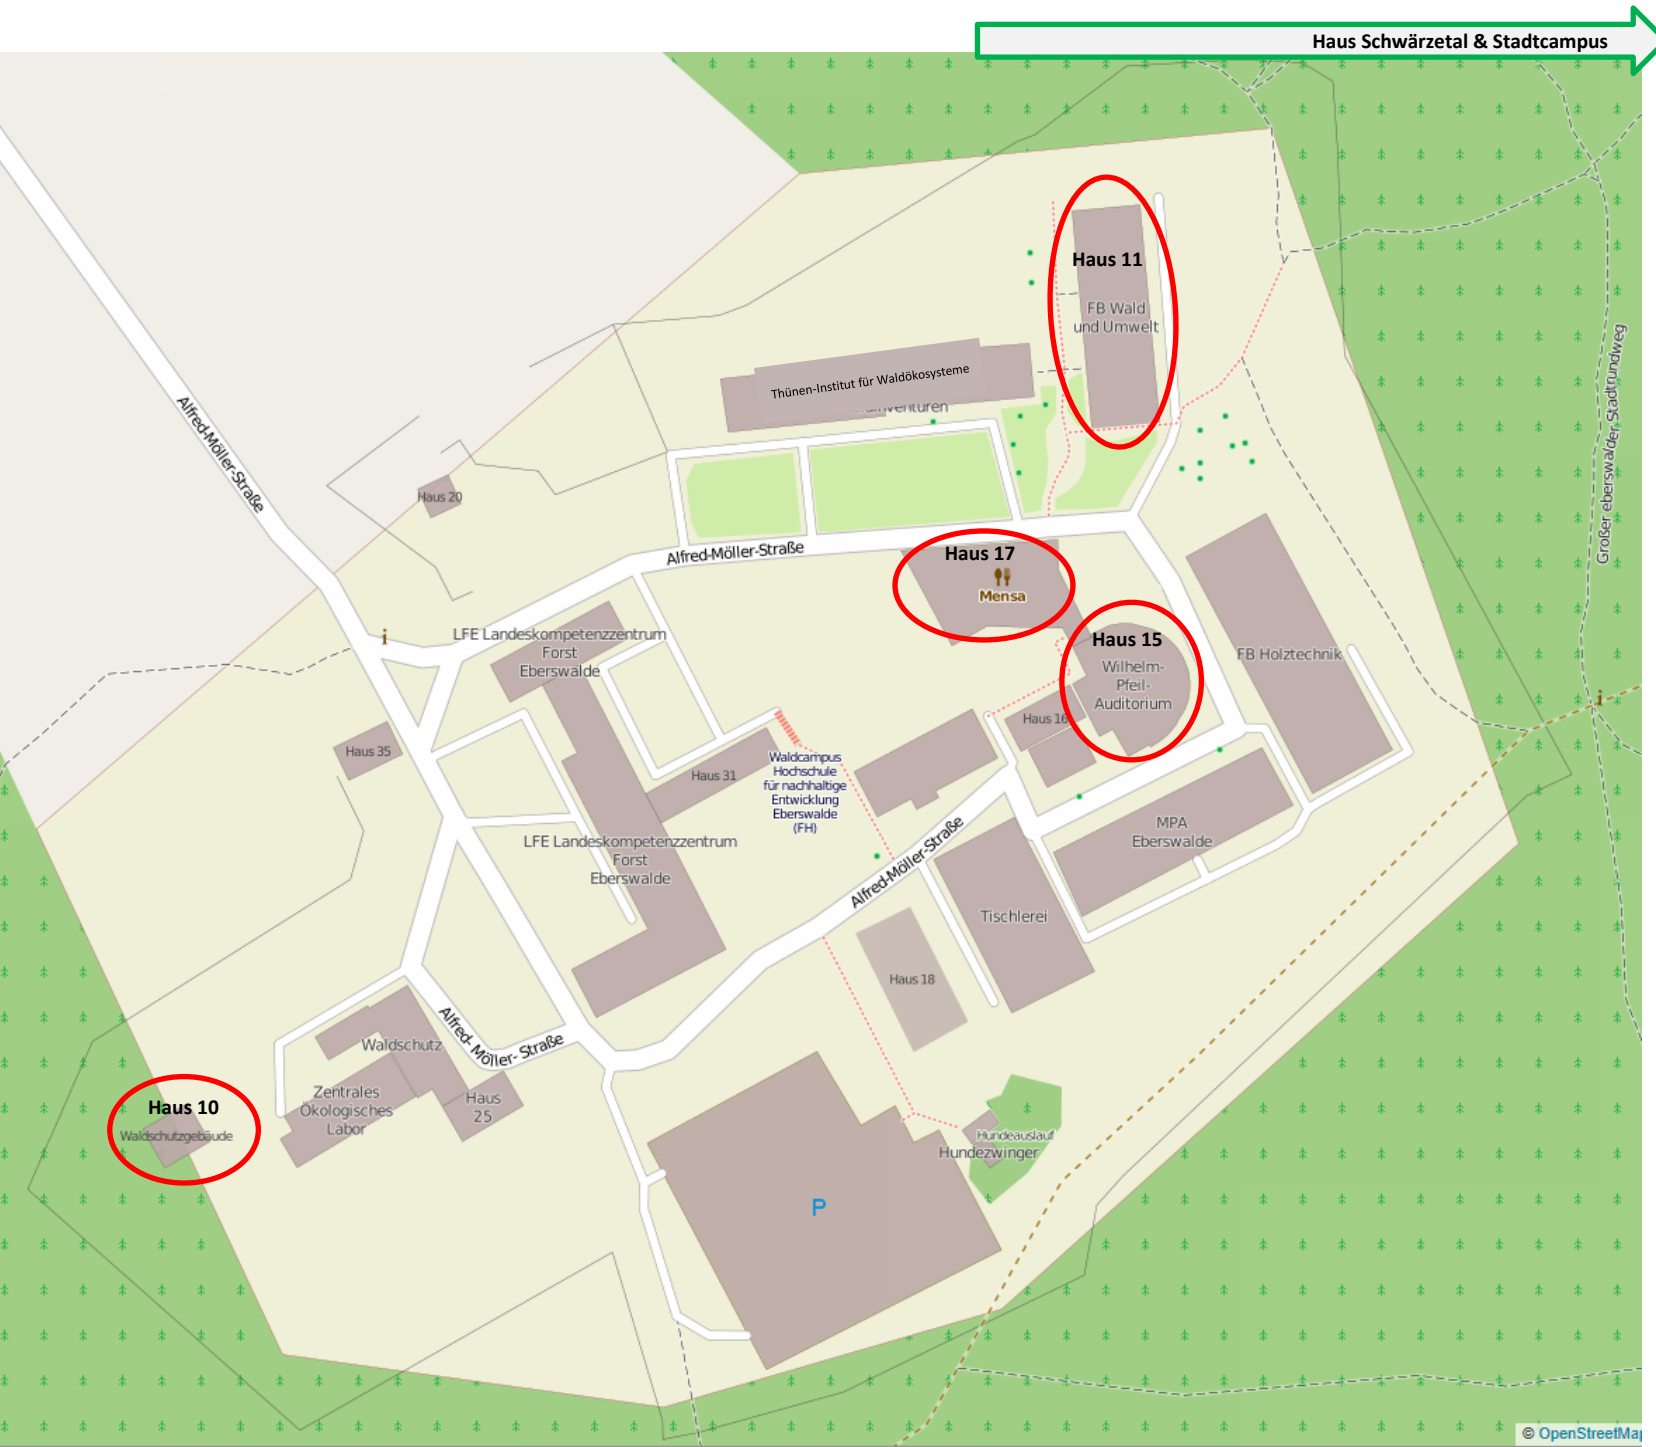 Haus Schwärzetal & Stadtcampus
Haus 11
FB Wald
und Umwelt
Thünen-Institut für Waldökosysteme
Alfred-Möller-Straße
Großer eberswalder Stadtrundweg
Haus 20
Haus 17
Mensa
Alfred-Möller-Straße
LFE Landeskompetenzzentrum
Forst
Eberswalde
Haus 15
Wilhelm-
Pfeil-
Auditorium
FB Holztechnik
Haus 16
Haus 35
Haus 31
Waldcampus
Hochschule
für nachhaltige
Entwicklung
Eberswalde
(FH)
LFE Landeskompetenzzentrum
Forst
Eberswalde
MPA
Eberswalde
Alfred-Möller-Straße
Tischlerei
Haus 18
Alfred- Möller- Straße
Waldschutz
Zentrales
Ökologisches
Labor
Haus
25
Haus 10
Waldschutzgebäude
Hundeauslauf
Hundezwinger
P
© OpenStreetMap